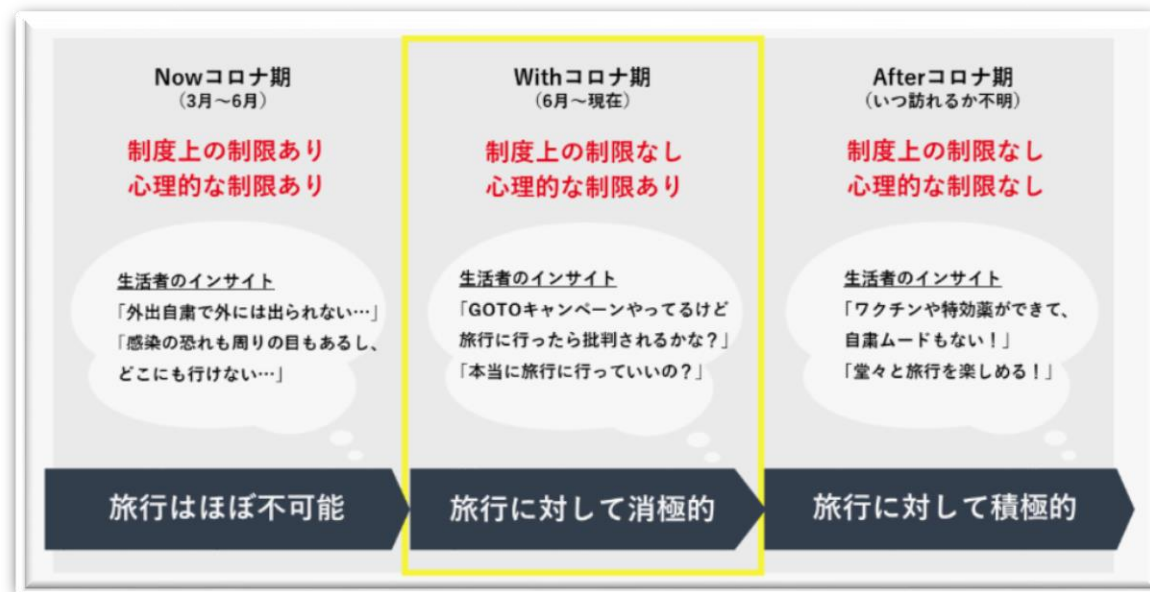 Nowコロナ期
(3月〜6月)
制度上の制限あり
心理的な制限あり
生活者のインサイト
「外出自粛で外には出られない…」
「感染の恐れも周りの目もあるし、
どこにも行けない…」
旅行はほぼ不可能
Withコロナ期
(6月〜現在)
制度上の制限なし
心理的な制限あり
生活者のインサイト
「GOTOキャンペーンやってるけど
旅行に行ったら批判されるかな?」
「本当に旅行に行っていいの?」
旅行に対して消極的
Afterコロナ期
(いつ訪れるか不明)
制度上の制限なし
心理的な制限なし
生活者のインサイト
「ワクチンや特効薬ができて、
自粛ムードもない!」
「堂々と旅行を楽しめる!」
旅行に対して積極的